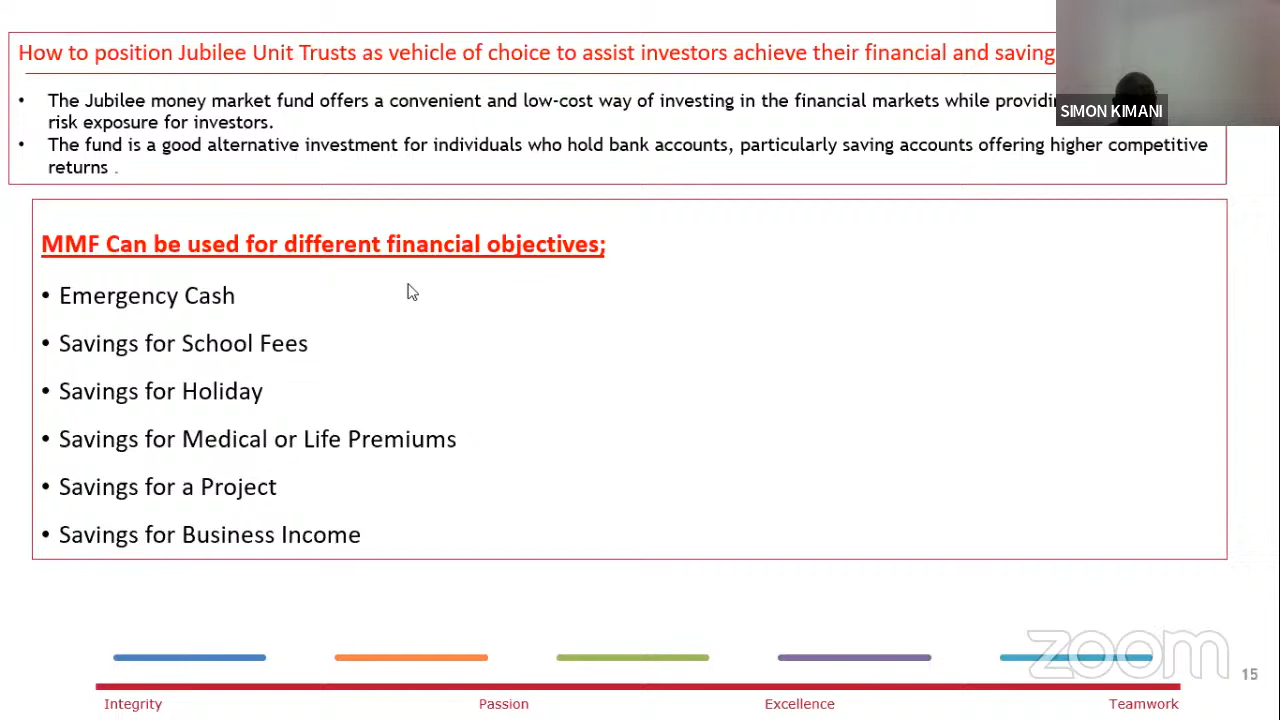 How to position Jubilee Unit Trusts as vehicle of choice to assist investors achieve their financial and saving
• The Jubilee money market fund offers a convenient and low-cost way of investing in the financial markets while
risk exposure for investors.
• The fund is a good alternative investment for individuals who hold bank accounts, particularly saving accounts offering higher competitive
returns .
SIMON KIMANI
MMF Can be used for different financial objectives;
• Emergency Cash
• Savings for School Fees
• Savings for Holiday
• Savings for Medical or Life Premiums
• Savings for a Project
• Savings for Business Income
zoom
15
Integrity
Passion
Excellence
Teamwork